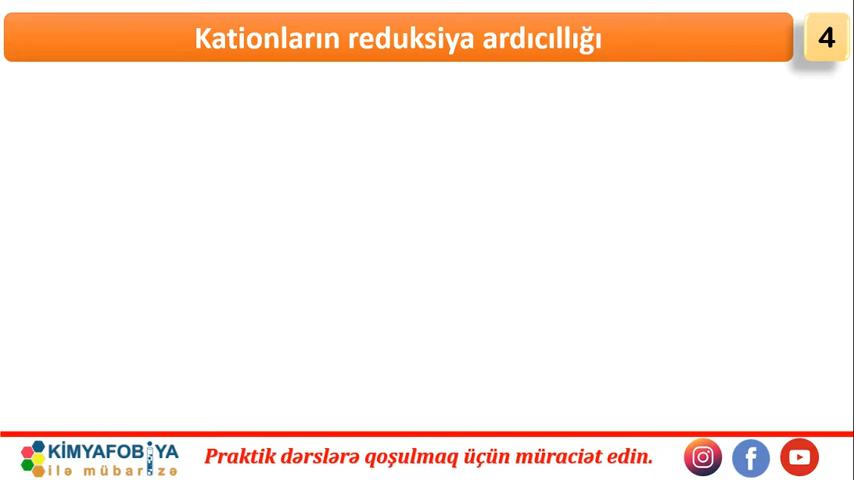 Kationların reduksiya ardıcıllığı
4
KİMYAFOBİYA
ilə mübarizə
Praktik dərslərə qoşulmaq üçün müraciət edin.